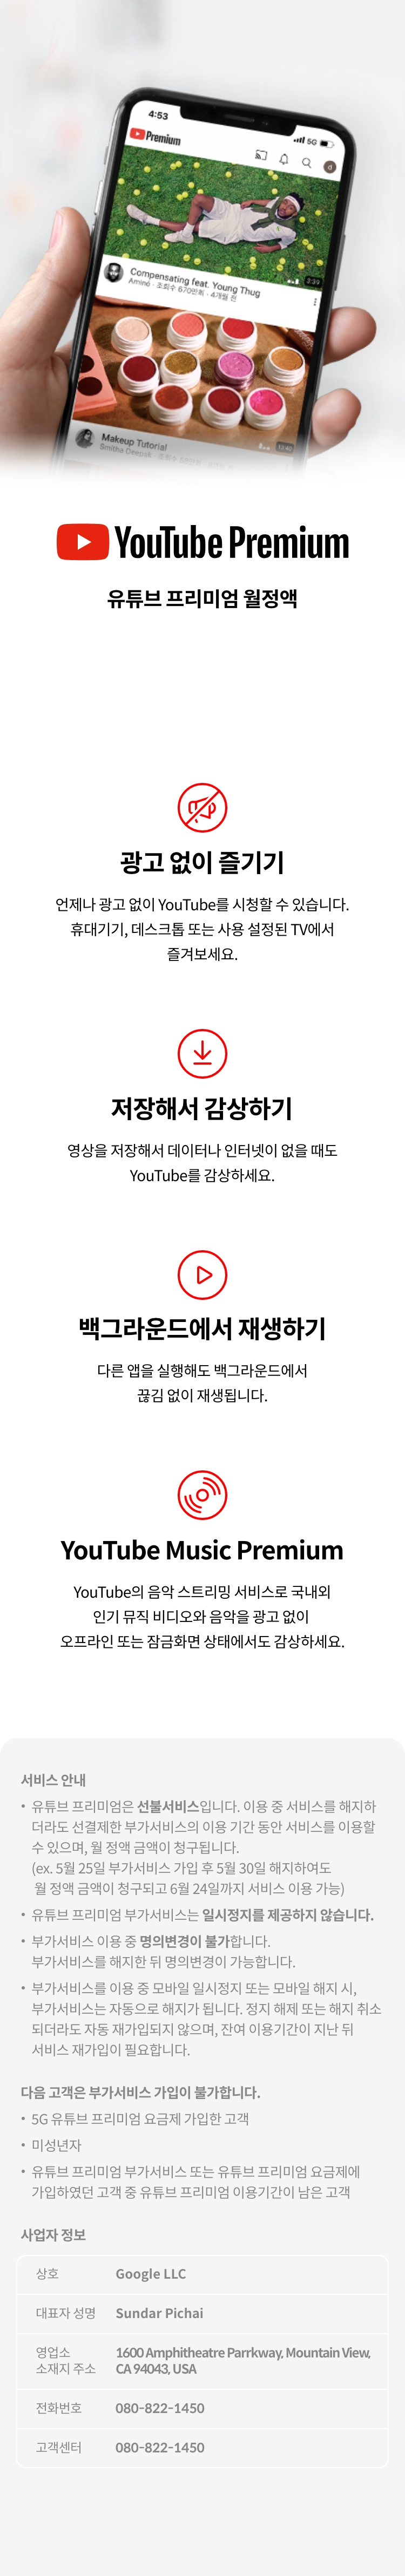 4:53
5G
Premium
d
3:39
Compensating feat. Young Thug
Aminé · 조회수 670만회 · 4개월 전
Makeup Tutorial
YouTube Premium
유튜브 프리미엄 월정액
광고 없이 즐기기
언제나 광고 없이 YouTube를 시청할 수 있습니다.
휴대기기, 데스크톱 또는 사용 설정된 TV에서
즐겨보세요.
저장해서 감상하기
영상을 저장해서 데이터나 인터넷이 없을 때도
YouTube를 감상하세요.
백그라운드에서 재생하기
다른 앱을 실행해도 백그라운드에서
끊김 없이 재생됩니다.
YouTube Music Premium
YouTube의 음악 스트리밍 서비스로 국내외
인기 뮤직 비디오와 음악을 광고 없이
오프라인 또는 잠금화면 상태에서도 감상하세요.
서비스 안내
• 유튜브 프리미엄은 선불서비스입니다. 이용 중 서비스를 해지하
더라도 선결제한 부가서비스의 이용 기간 동안 서비스를 이용할
수 있으며, 월 정액 금액이 청구됩니다.
(ex. 5월 25일 부가서비스 가입 후 5월 30일 해지하여도
월 정액 금액이 청구되고 6월 24일까지 서비스 이용 가능)
• 유튜브 프리미엄 부가서비스는 일시정지를 제공하지 않습니다.
• 부가서비스 이용 중 명의변경이 불가합니다.
부가서비스를 해지한 뒤 명의변경이 가능합니다.
• 부가서비스를 이용 중 모바일 일시정지 또는 모바일 해지 시,
부가서비스는 자동으로 해지가 됩니다. 정지 해제 또는 해지 취소
되더라도 자동 재가입되지 않으며, 잔여 이용기간이 지난 뒤
서비스 재가입이 필요합니다.
다음 고객은 부가서비스 가입이 불가합니다.
• 5G 유튜브 프리미엄 요금제 가입한 고객
• 미성년자
• 유튜브 프리미엄 부가서비스 또는 유튜브 프리미엄 요금제에
가입하였던 고객 중 유튜브 프리미엄 이용기간이 남은 고객
사업자 정보
상호 Google LLC
대표자 성명 Sundar Pichai
영업소 1600 Amphitheatre Parrkway, Mountain View,
소재지 주소 CA 94043, USA
전화번호 080-822-1450
고객센터 080-822-1450